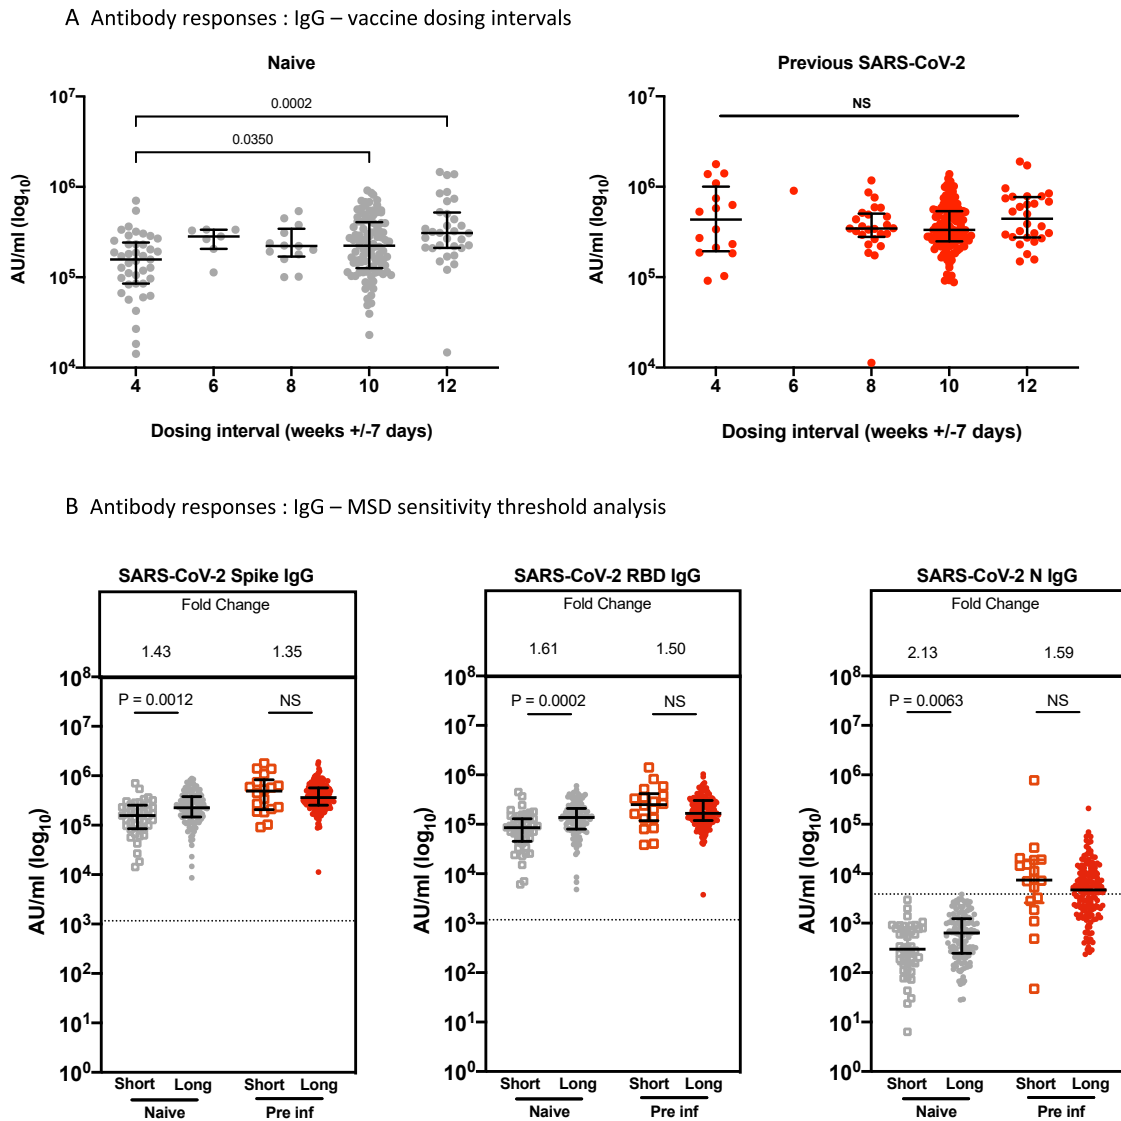 A Antibody responses : IgG – vaccine dosing intervals
Naive
Previous SARS-CoV-2
10⁷
10⁶
10⁵
10⁴
AU/ml (log₁₀)
0.0002
0.0350
4 6 8 10 12
Dosing interval (weeks +/-7 days)
10⁷
10⁶
10⁵
10⁴
AU/ml (log₁₀)
NS
4 6 8 10 12
Dosing interval (weeks +/-7 days)
B Antibody responses : IgG – MSD sensitivity threshold analysis
SARS-CoV-2 Spike IgG
Fold Change
1.43 1.35
P = 0.0012 NS
10⁸
10⁷
10⁶
10⁵
10⁴
10³
10²
10¹
10⁰
AU/ml (log₁₀)
Short Long Short Long
Naive Pre inf
SARS-CoV-2 RBD IgG
Fold Change
1.61 1.50
P = 0.0002 NS
10⁸
10⁷
10⁶
10⁵
10⁴
10³
10²
10¹
10⁰
AU/ml (log₁₀)
Short Long Short Long
Naive Pre inf
SARS-CoV-2 N IgG
Fold Change
2.13 1.59
P = 0.0063 NS
10⁸
10⁷
10⁶
10⁵
10⁴
10³
10²
10¹
10⁰
AU/ml (log₁₀)
Short Long Short Long
Naive Pre inf